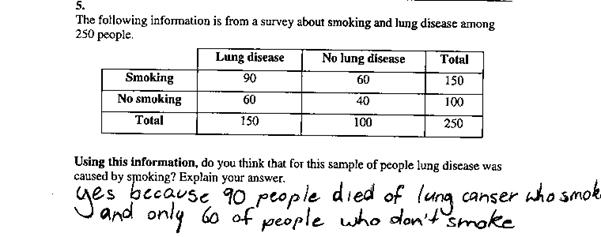 5.
The following information is from a survey about smoking and lung disease among
250 people.
Lung disease No lung disease Total
Smoking 90 60 150
No smoking 60 40 100
Total 150 100 250
Using this information, do you think that for this sample of people lung disease was
caused by smoking? Explain your answer.
yes because 90 people died of lung canser who smoke
and only 60 of people who don't smoke